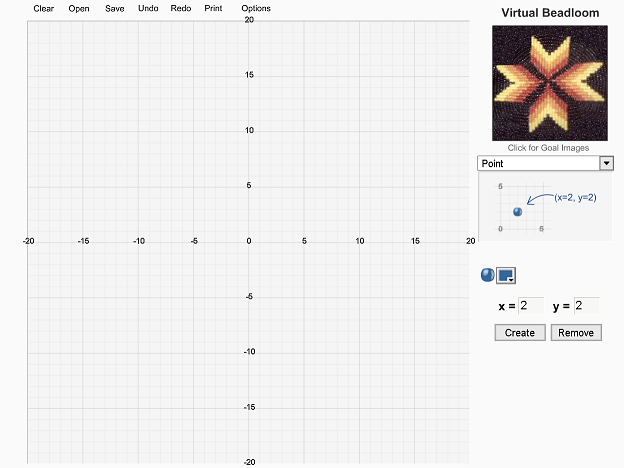 Clear Open Save Undo Redo Print Options
Virtual Beadloom
20
15
10
5
-20 -15 -10 -5 0 5 10 15 20
-5
-10
-15
-20
Click for Goal Images
Point
5
(x=2, y=2)
0 5
x = 2 y = 2
Create Remove